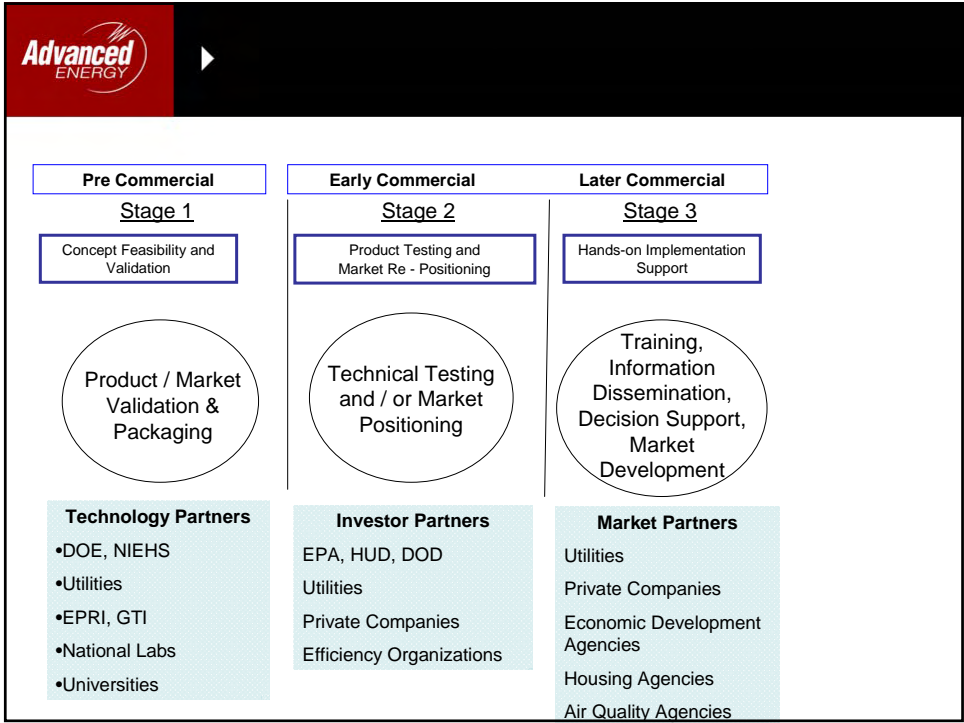 Advanced
ENERGY
Pre Commercial
Early Commercial
Later Commercial
Stage 1
Stage 2
Stage 3
Concept Feasibility and
Validation
Product Testing and
Market Re - Positioning
Hands-on Implementation
Support
Product / Market
Validation &
Packaging
Technical Testing
and / or Market
Positioning
Training,
Information
Dissemination,
Decision Support,
Market
Development
Technology Partners
•DOE, NIEHS
•Utilities
•EPRI, GTI
•National Labs
•Universities
Investor Partners
EPA, HUD, DOD
Utilities
Private Companies
Efficiency Organizations
Market Partners
Utilities
Private Companies
Economic Development
Agencies
Housing Agencies
Air Quality Agencies